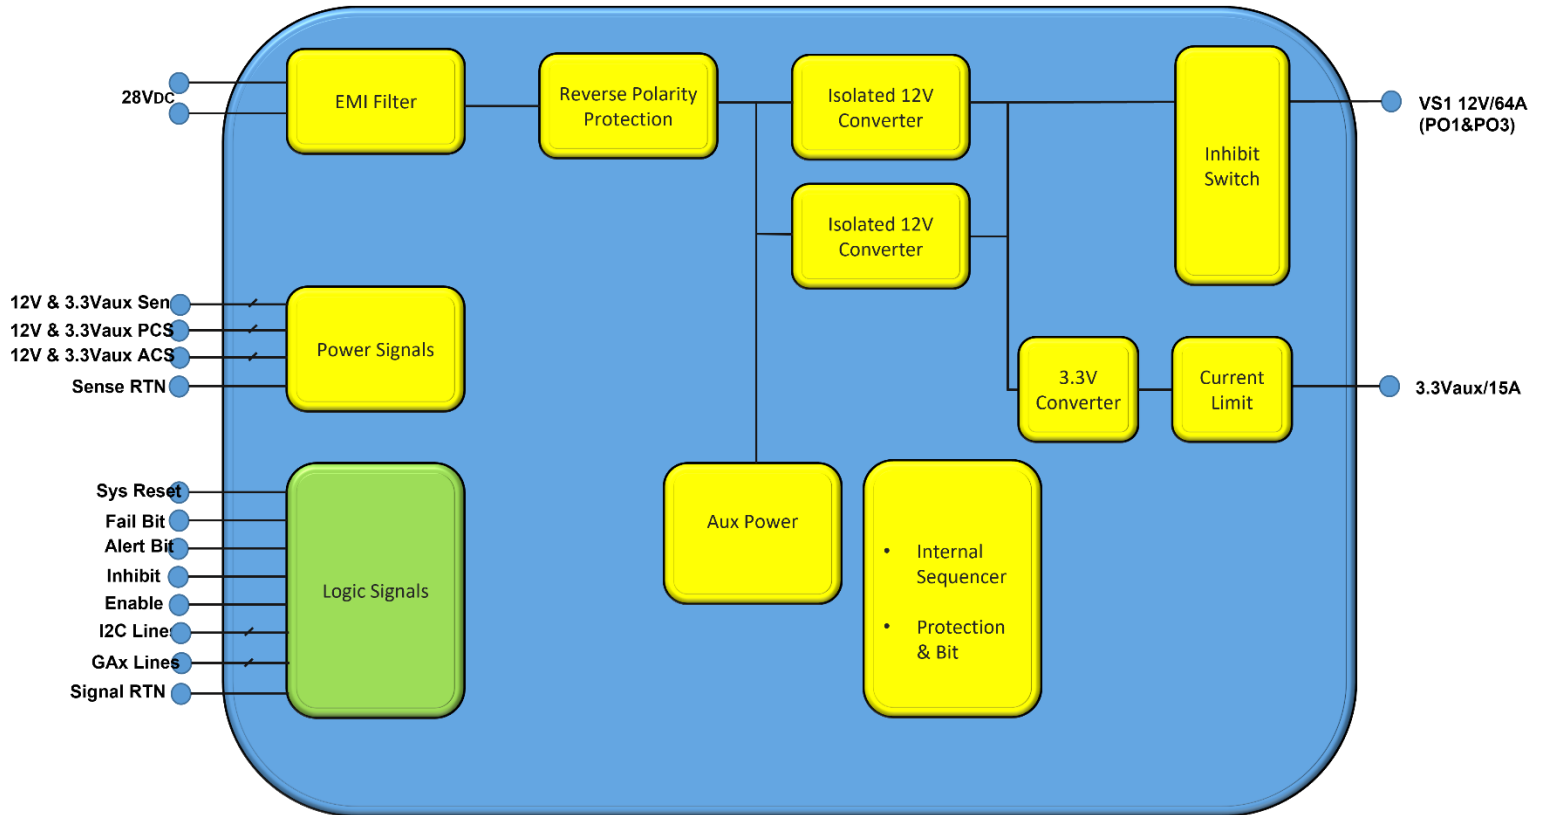 28VDC
EMI Filter
Reverse Polarity
Protection
Isolated 12V
Converter
Isolated 12V
Converter
Inhibit
Switch
VS1 12V/64A
(PO1&PO3)
12V & 3.3Vaux Sen
12V & 3.3Vaux PCS
12V & 3.3Vaux ACS
Sense RTN
Power Signals
3.3V
Converter
Current
Limit
3.3Vaux/15A
Sys Reset
Fail Bit
Alert Bit
Inhibit
Enable
I2C Lines
GAx Lines
Signal RTN
Logic Signals
Aux Power
• Internal
Sequencer
• Protection
& Bit